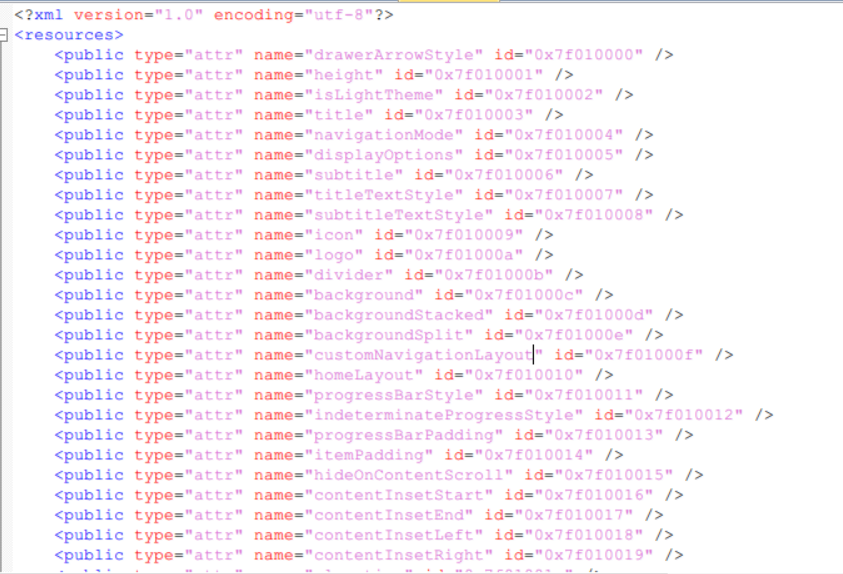 <?xml version="1.0" encoding="utf-8"?>
<resources>
<public type="attr" name="drawerArrowStyle" id="0x7f010000" />
<public type="attr" name="height" id="0x7f010001" />
<public type="attr" name="isLightTheme" id="0x7f010002" />
<public type="attr" name="title" id="0x7f010003" />
<public type="attr" name="navigationMode" id="0x7f010004" />
<public type="attr" name="displayOptions" id="0x7f010005" />
<public type="attr" name="subtitle" id="0x7f010006" />
<public type="attr" name="titleTextStyle" id="0x7f010007" />
<public type="attr" name="subtitleTextStyle" id="0x7f010008" />
<public type="attr" name="icon" id="0x7f010009" />
<public type="attr" name="logo" id="0x7f01000a" />
<public type="attr" name="divider" id="0x7f01000b" />
<public type="attr" name="background" id="0x7f01000c" />
<public type="attr" name="backgroundStacked" id="0x7f01000d" />
<public type="attr" name="backgroundSplit" id="0x7f01000e" />
<public type="attr" name="customNavigationLayout" id="0x7f01000f" />
<public type="attr" name="homeLayout" id="0x7f010010" />
<public type="attr" name="progressBarStyle" id="0x7f010011" />
<public type="attr" name="indeterminateProgressStyle" id="0x7f010012" />
<public type="attr" name="progressBarPadding" id="0x7f010013" />
<public type="attr" name="itemPadding" id="0x7f010014" />
<public type="attr" name="hideOnContentScroll" id="0x7f010015" />
<public type="attr" name="contentInsetStart" id="0x7f010016" />
<public type="attr" name="contentInsetEnd" id="0x7f010017" />
<public type="attr" name="contentInsetLeft" id="0x7f010018" />
<public type="attr" name="contentInsetRight" id="0x7f010019" />